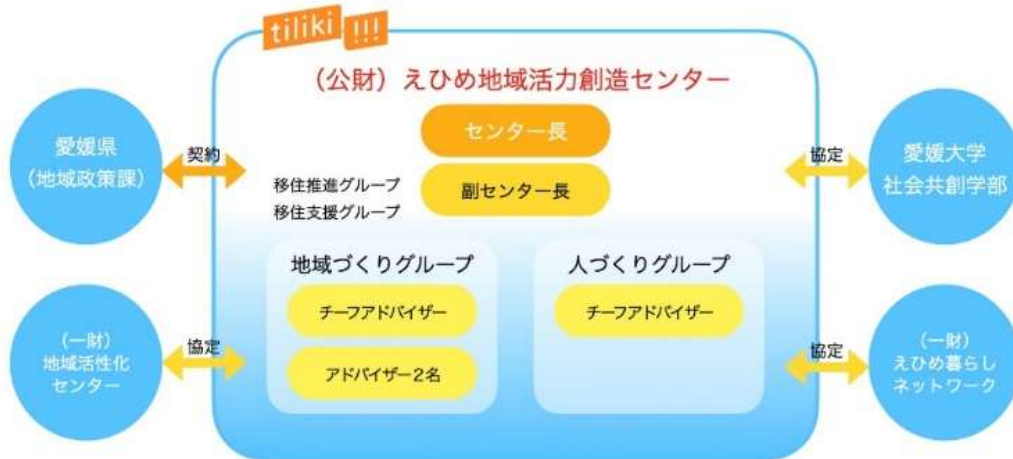 tiliki !!!
(公財)えひめ地域活力創造センター
センター長
副センター長
移住推進グループ
移住支援グループ
地域づくりグループ
チーフアドバイザー
アドバイザー2名
人づくりグループ
チーフアドバイザー
愛媛県
(地域政策課)
契約
(一財)
地域活性化
センター
協定
協定
愛媛大学
社会共創学部
協定
(一財)
えひめ暮らし
ネットワーク